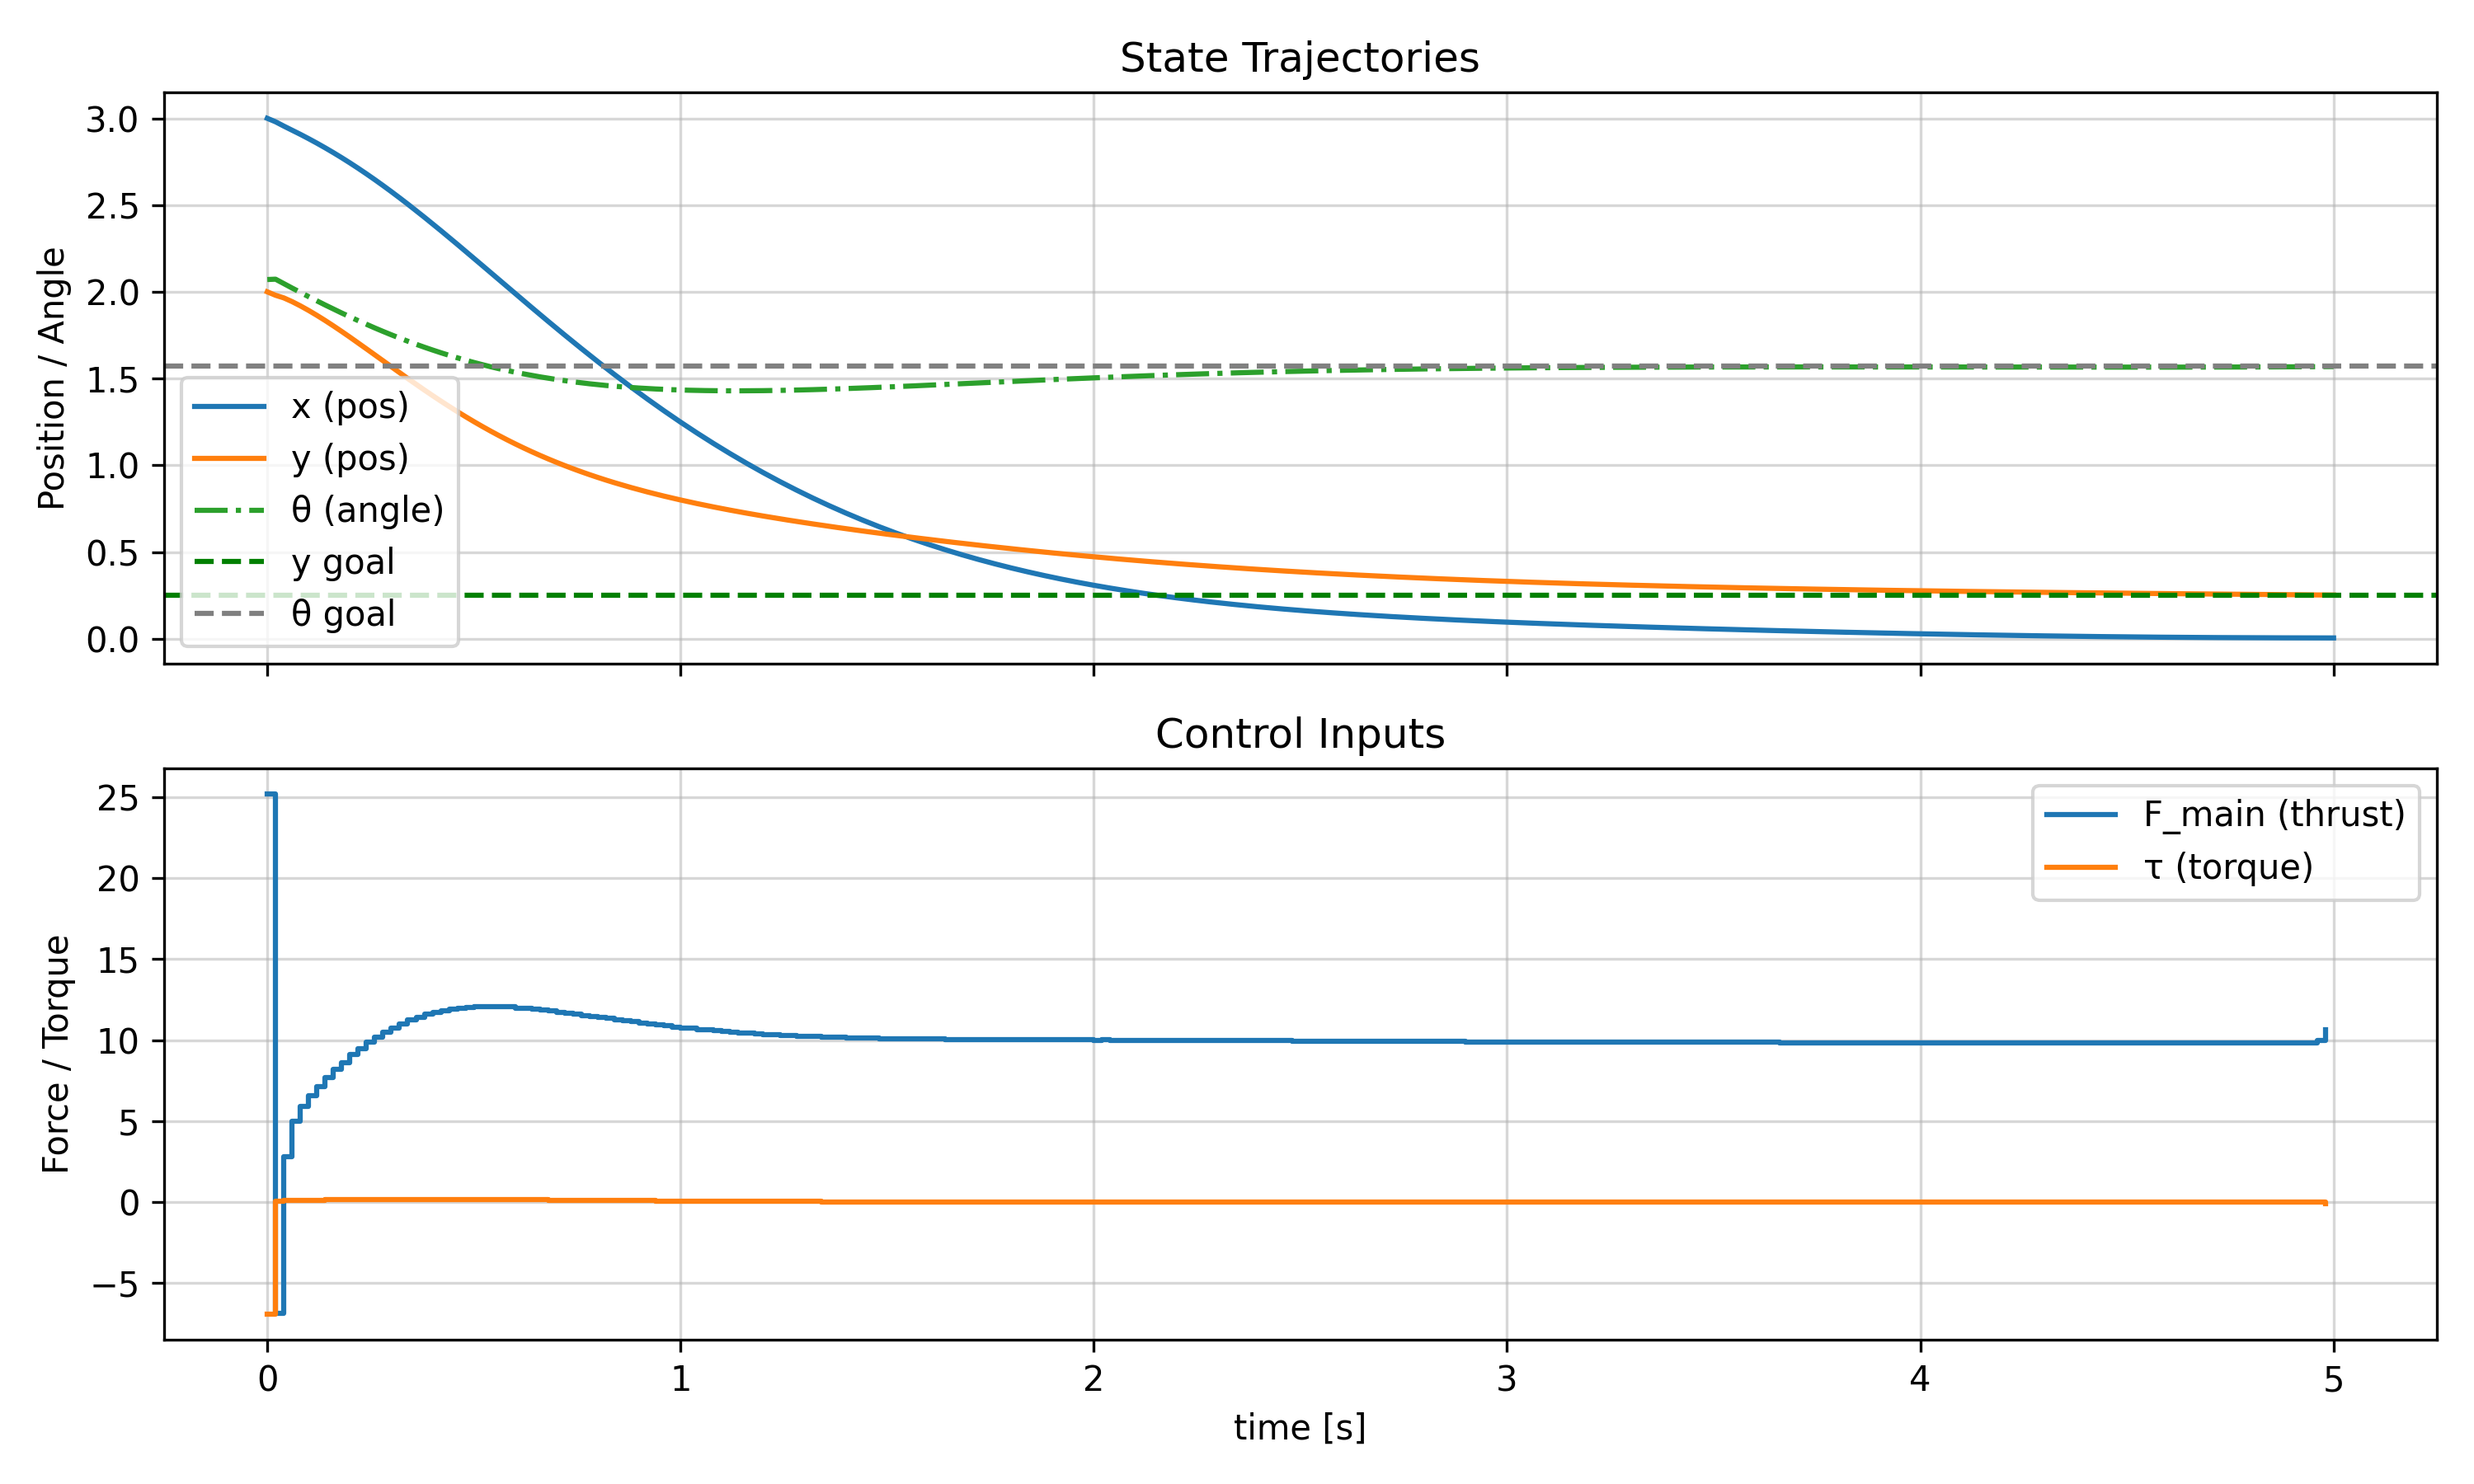 State Trajectories
3.0
2.5
2.0
1.5
1.0
0.5
0.0
Position / Angle
x (pos)
y (pos)
θ (angle)
y goal
θ goal
Control Inputs
25
20
15
10
5
0
−5
Force / Torque
F_main (thrust)
τ (torque)
0 1 2 3 4 5
time [s]